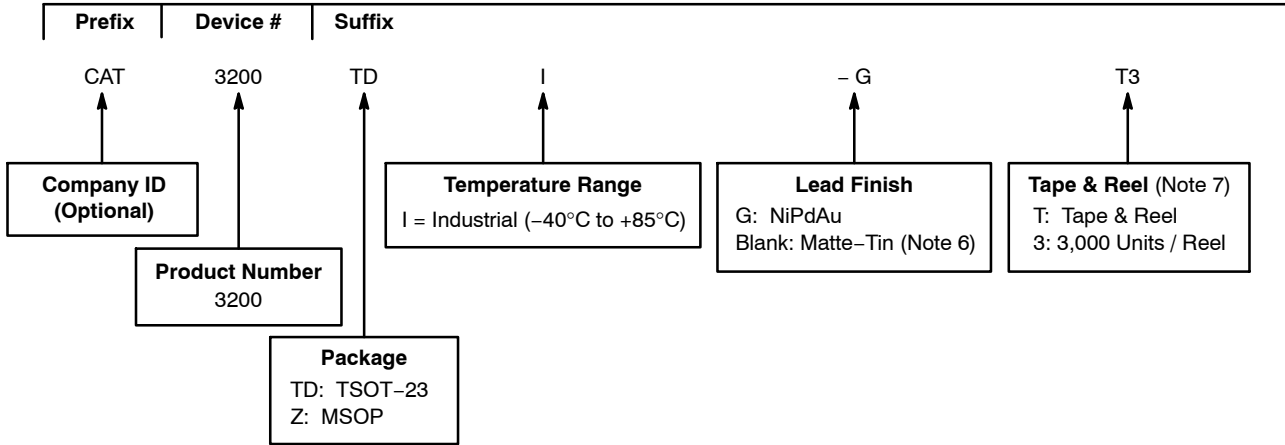 Prefix Device # Suffix
CAT 3200 TD I – G T3
Company ID
(Optional)
Product Number
3200
Package
TD: TSOT−23
Z: MSOP
Temperature Range
I = Industrial (−40°C to +85°C)
Lead Finish
G: NiPdAu
Blank: Matte−Tin (Note 6)
Tape & Reel (Note 7)
T: Tape & Reel
3: 3,000 Units / Reel